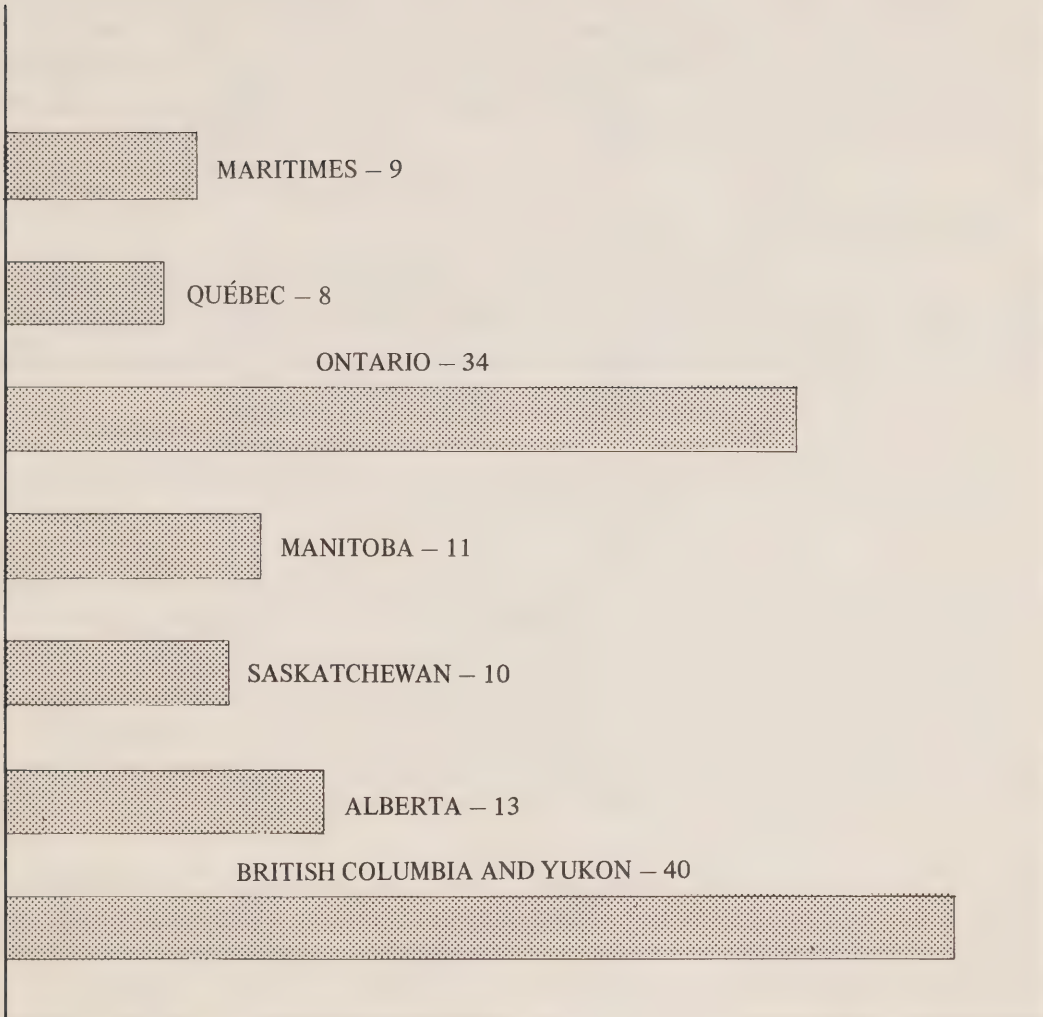 MARITIMES – 9
QUÉBEC – 8
ONTARIO – 34
MANITOBA – 11
SASKATCHEWAN – 10
ALBERTA – 13
BRITISH COLUMBIA AND YUKON – 40